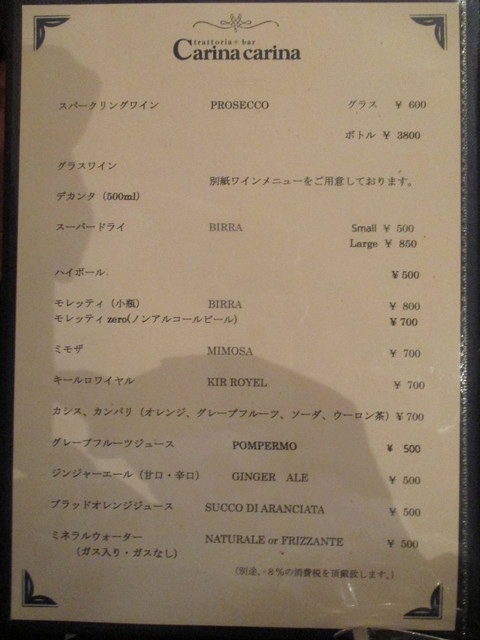 trattoria + bar
Carina carina
スパークリングワイン PROSECCO グラス ¥ 600
ボトル ¥ 3800
グラスワイン
別紙ワインメニューをご用意しております。
デカンタ（500ml）
スーパードライ BIRRA Small ¥ 500
Large ¥ 850
ハイボール ¥500
モレッティ（小瓶） BIRRA ¥ 800
モレッティ zero(ノンアルコールビール) ¥700
ミモザ MIMOSA ¥ 700
キールロワイヤル KIR ROYEL ¥ 700
カシス、カンパリ（オレンジ、グレープフルーツ、ソーダ、ウーロン茶）¥700
グレープフルーツジュース POMPERMO ¥ 500
ジンジャーエール（甘口・辛口） GINGER ALE ¥ 500
ブラッドオレンジジュース SUCCO DI ARANCIATA ¥ 500
ミネラルウォーター NATURALE or FRIZZANTE ¥ 500
（ガス入り・ガスなし）
（別途、8%の消費税を頂戴致します。）